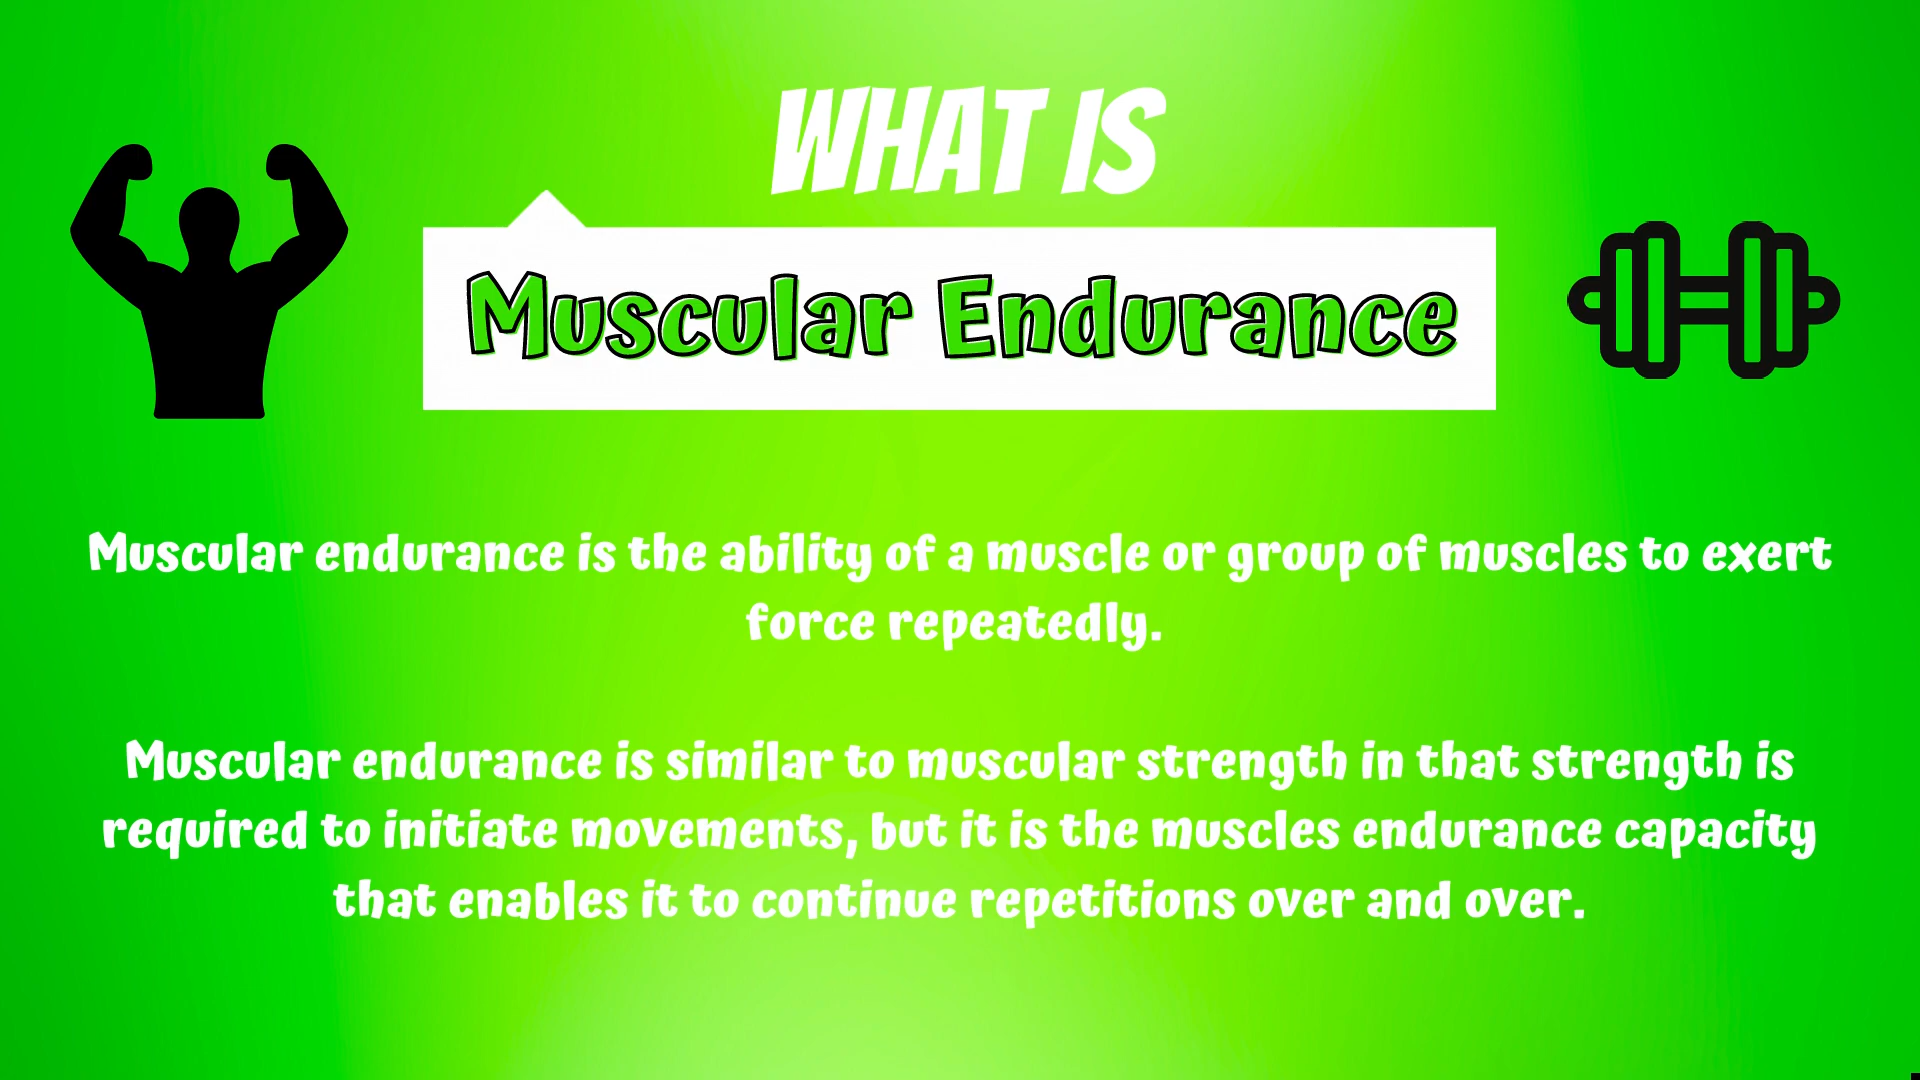 WHAT IS
Muscular Endurance
Muscular endurance is the ability of a muscle or group of muscles to exert
force repeatedly.
Muscular endurance is similar to muscular strength in that strength is
required to initiate movements, but it is the muscles endurance capacity
that enables it to continue repetitions over and over.